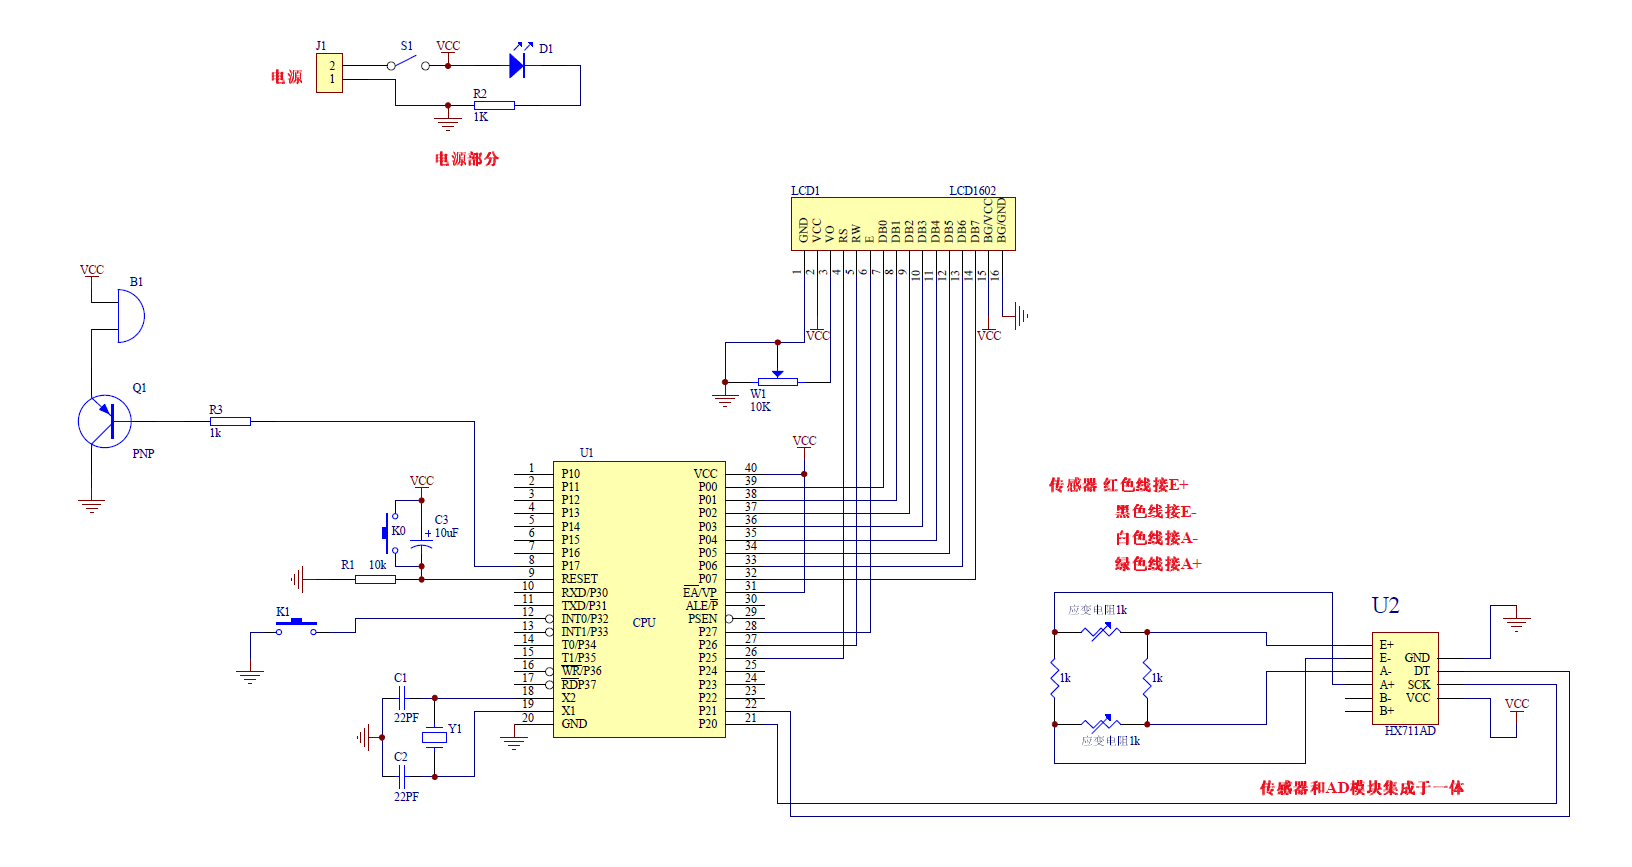 J1
S1
VCC
D1
电源
2
1
R2
1K
电源部分
LCD1
LCD1602
GND
VCC
VO
RS
RW
E
DB0
DB1
DB2
DB3
DB4
DB5
DB6
DB7
BG/VCC
BG/GND
1
2
3
4
5
6
7
8
9
10
11
12
13
14
15
16
VCC
VCC
W1
10K
VCC
B1
Q1
PNP
R3
1k
VCC
K0
C3
+
10uF
R1 10k
K1
C1
22PF
Y1
C2
22PF
U1
VCC
CPU
1 P10
2 P11
3 P12
4 P13
5 P14
6 P15
7 P16
8 P17
9 RESET
10 RXD/P30
11 TXD/P31
12 INT0/P32
13 INT1/P33
14 T0/P34
15 T1/P35
16 WR/P36
17 RDP37
18 X2
19 X1
20 GND
VCC 40
P00 39
P01 38
P02 37
P03 36
P04 35
P05 34
P06 33
P07 32
EA/VP 31
ALE/P 30
PSEN 29
P27 28
P26 27
P25 26
P24 25
P23 24
P22 23
P21 22
P20 21
传感器 红色线接E+
黑色线接E-
白色线接A-
绿色线接A+
应变电阻1k
1k
1k
应变电阻1k
U2
E+
E-
A-
A+
B-
B+
GND
DT
SCK
VCC
HX711AD
VCC
传感器和AD模块集成于一体